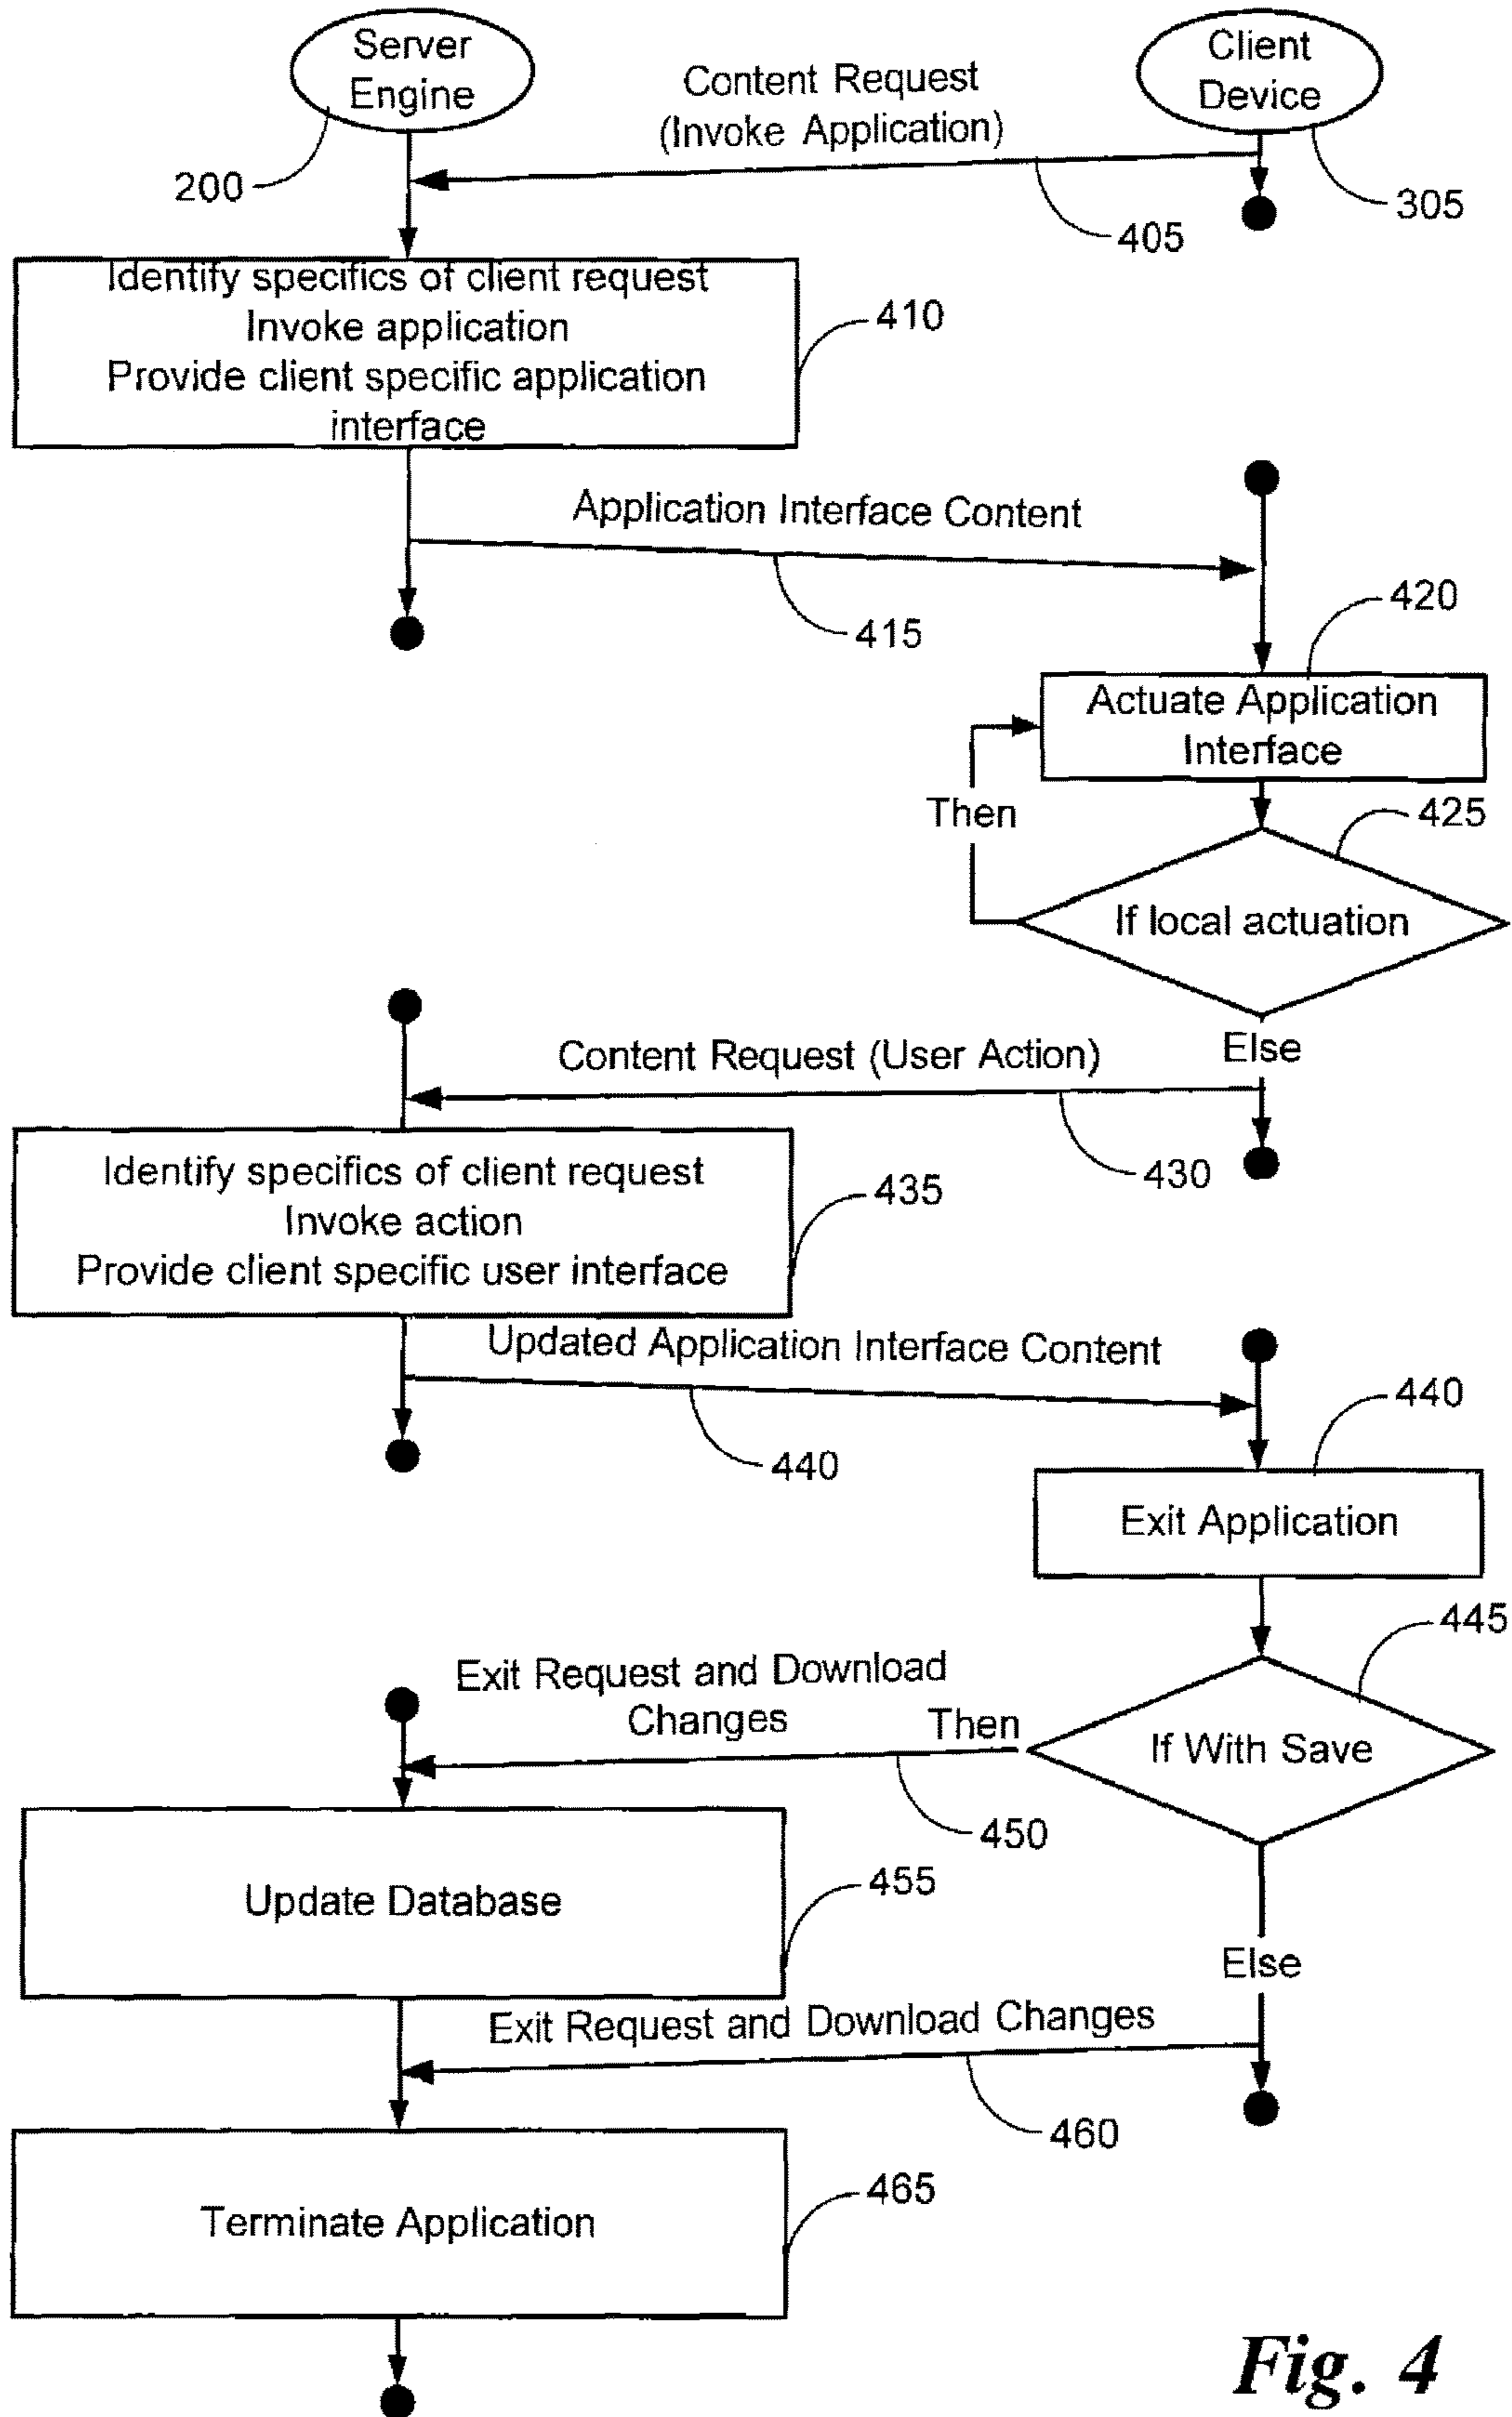 Server
Engine
Content Request
(Invoke Application)
Client
Device
200
405
305
Identify specifics of client request
Invoke application
Provide client specific application
interface
410
Application Interface Content
415
420
Actuate Application
Interface
Then
425
If local actuation
Else
Content Request (User Action)
430
Identify specifics of client request
Invoke action
Provide client specific user interface
435
Updated Application Interface Content
440
440
Exit Application
445
Exit Request and Download
Changes
Then
If With Save
450
Update Database
455
Else
Exit Request and Download Changes
460
Terminate Application
465
Fig. 4